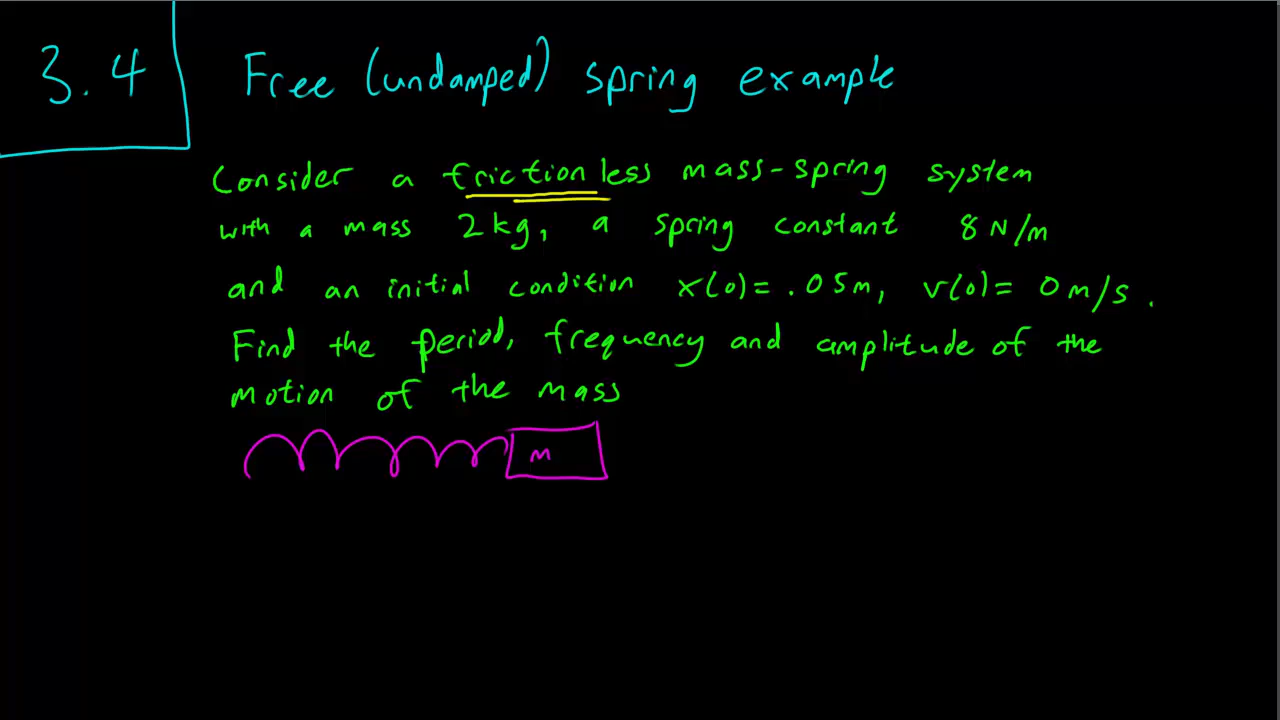 3.4 Free (undamped) spring example
Consider a frictionless mass-spring system
with a mass 2kg, a spring constant 8 N/m
and an initial condition x(0)= .05m, v(0)= 0m/s.
Find the period, frequency and amplitude of the
motion of the mass
m